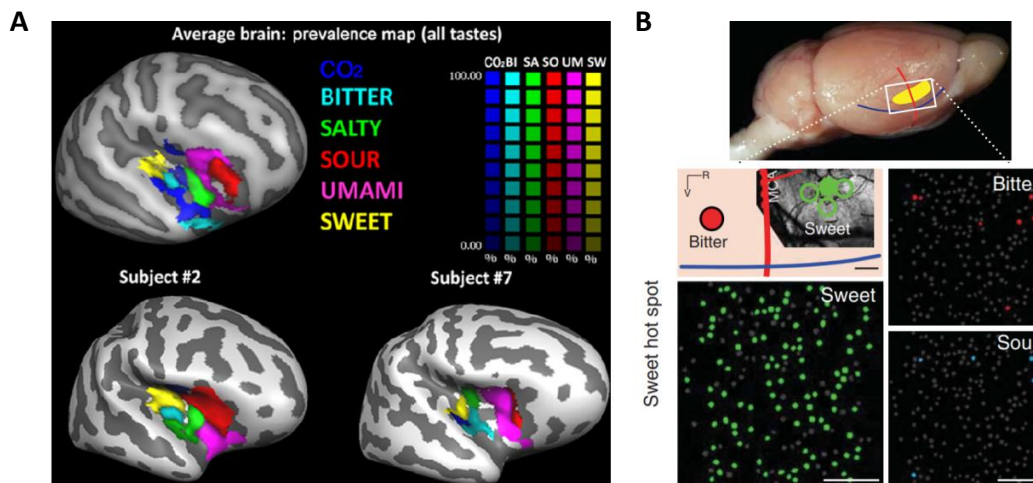 A
Average brain: prevalence map (all tastes)
CO₂
BITTER
SALTY
SOUR
UMAMI
SWEET
CO₂ BI SA SO UM SW
100.00
0.00
% % % % % %
Subject #2
Subject #7
B
R
V
MCA
Sweet
Bitter
Sweet hot spot
Sweet
Bitte
Sou